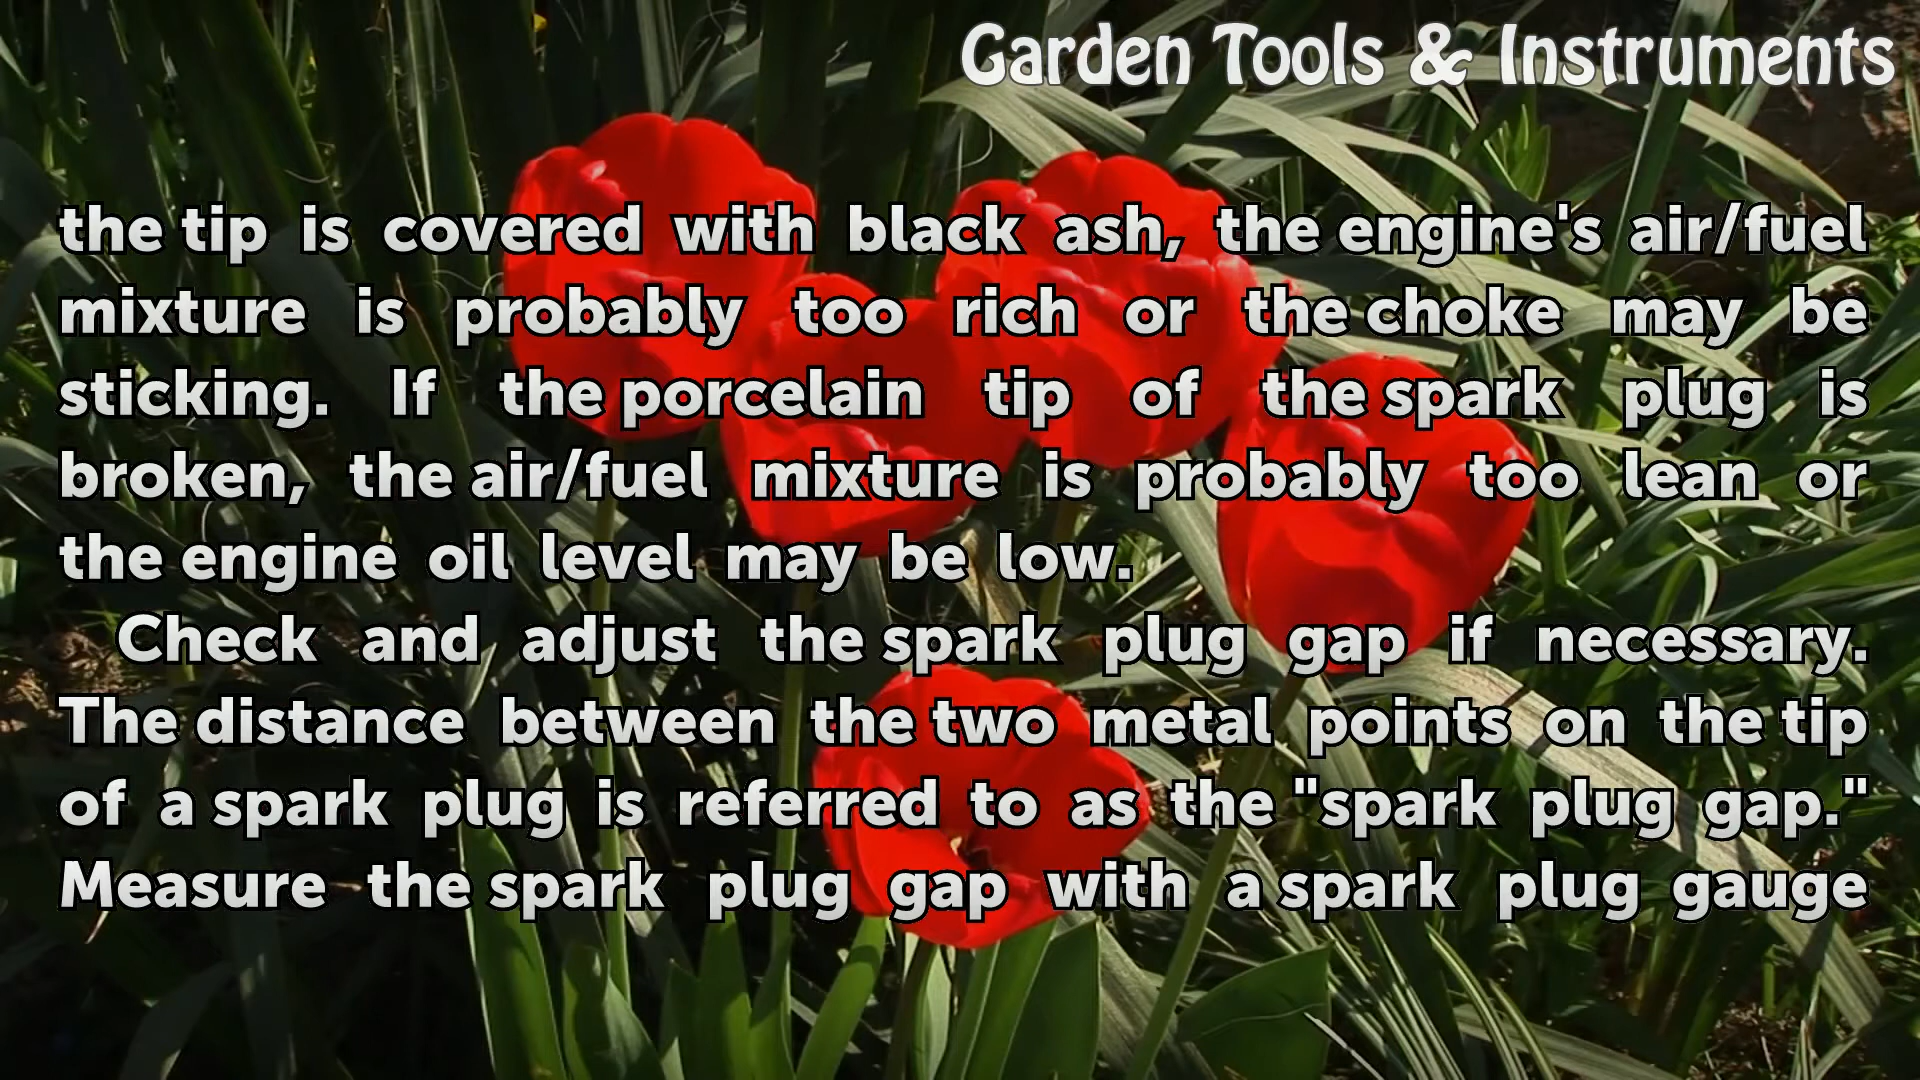 Garden Tools & Instruments
the tip is covered with black ash, the engine's air/fuel
mixture is probably too rich or the choke may be
sticking. If the porcelain tip of the spark plug is
broken, the air/fuel mixture is probably too lean or
the engine oil level may be low.
Check and adjust the spark plug gap if necessary.
The distance between the two metal points on the tip
of a spark plug is referred to as the "spark plug gap."
Measure the spark plug gap with a spark plug gauge